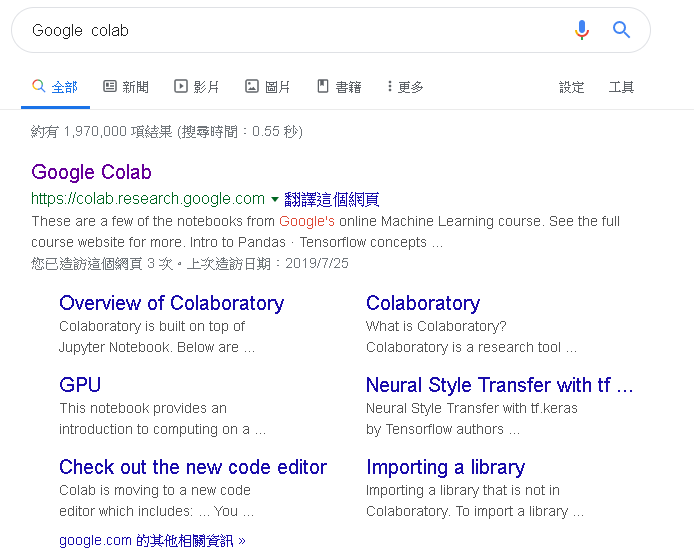 Google colab
全部 新聞 影片 圖片 書籍 更多 設定 工具
約有 1,970,000 項結果 (搜尋時間：0.55 秒)
Google Colab
https://colab.research.google.com 翻譯這個網頁
These are a few of the notebooks from Google's online Machine Learning course. See the full
course website for more. Intro to Pandas · Tensorflow concepts ...
您已造訪這個網頁 3 次。上次造訪日期：2019/7/25
Overview of Colaboratory
Colaboratory is built on top of
Jupyter Notebook. Below are ...
Colaboratory
What is Colaboratory?
Colaboratory is a research tool ...
GPU
This notebook provides an
introduction to computing on a ...
Neural Style Transfer with tf ...
Neural Style Transfer with tf.keras
by Tensorflow authors ...
Check out the new code editor
Colab is moving to a new code
editor which includes: ... You ...
Importing a library
Importing a library that is not in
Colaboratory. To import a library ...
google.com 的其他相關資訊 »